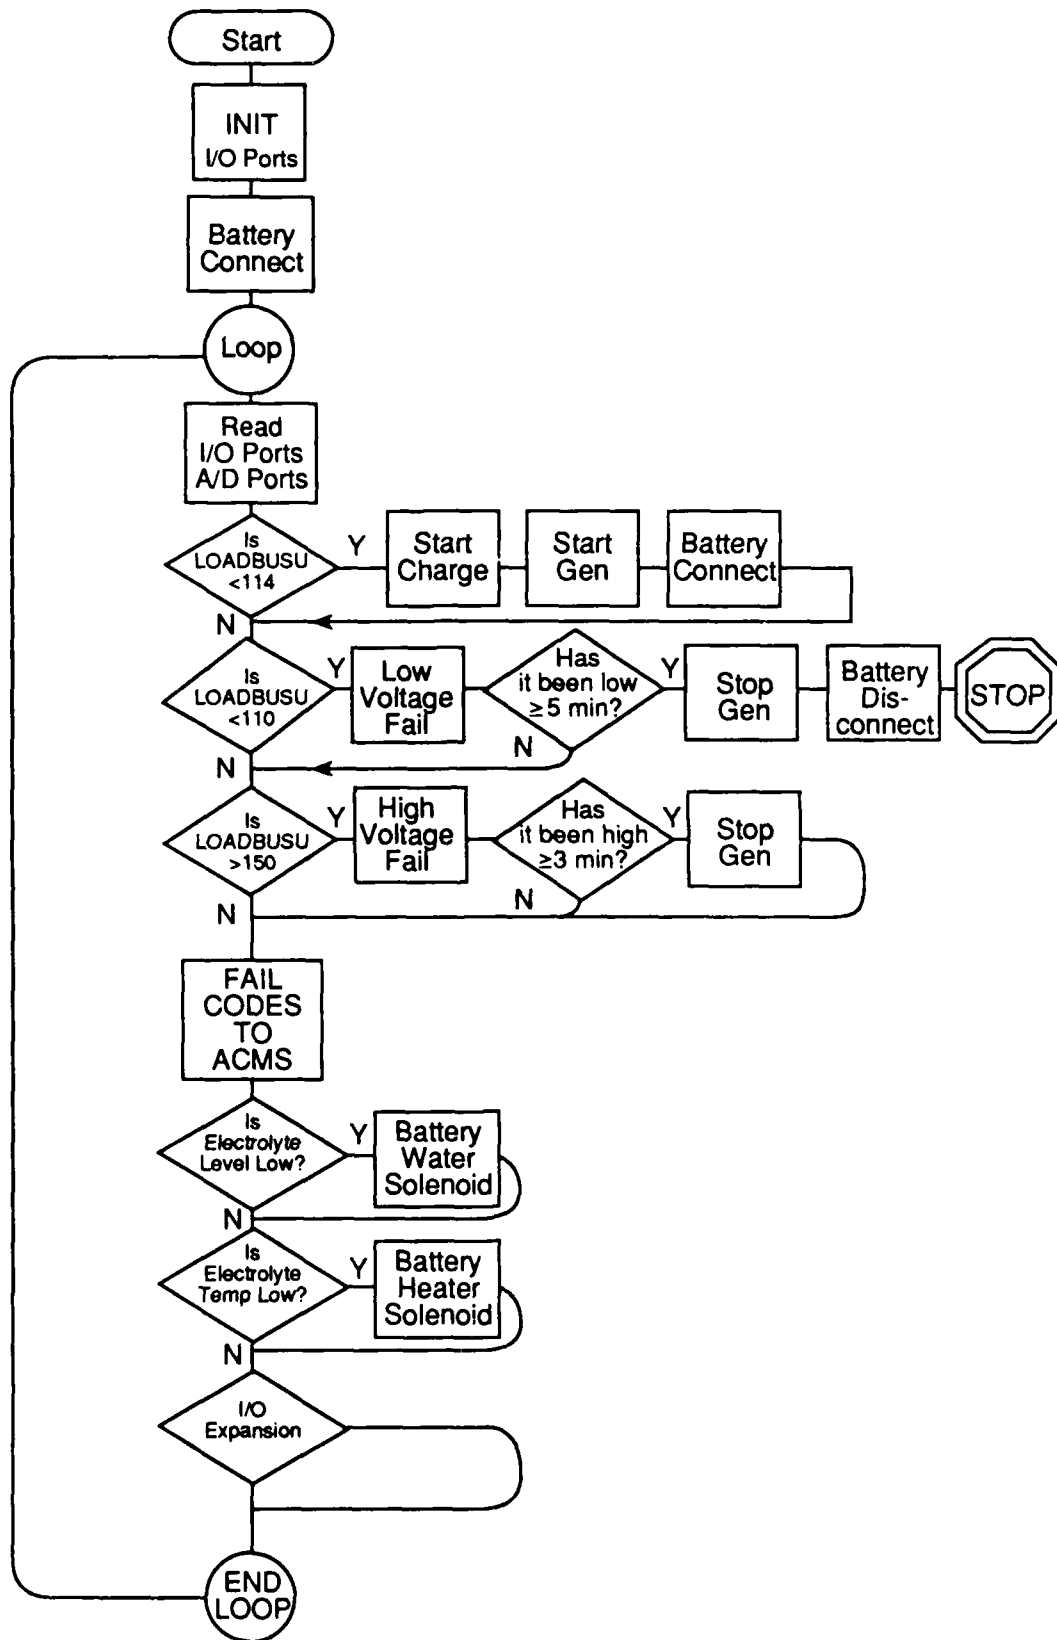 Start
INIT
I/O Ports
Battery
Connect
Loop
Read
I/O Ports
A/D Ports
Is
LOADBUSU
<114
Y
Start
Charge
Start
Gen
Battery
Connect
N
Is
LOADBUSU
<110
Y
Low
Voltage
Fail
Has
it been low
≥5 min?
Y
Stop
Gen
Battery
Dis-
connect
STOP
N
N
Is
LOADBUSU
>150
Y
High
Voltage
Fail
Has
it been high
≥3 min?
Y
Stop
Gen
N
N
FAIL
CODES
TO
ACMS
Is
Electrolyte
Level Low?
Y
Battery
Water
Solenoid
N
Is
Electrolyte
Temp Low?
Y
Battery
Heater
Solenoid
N
I/O
Expansion
END
LOOP